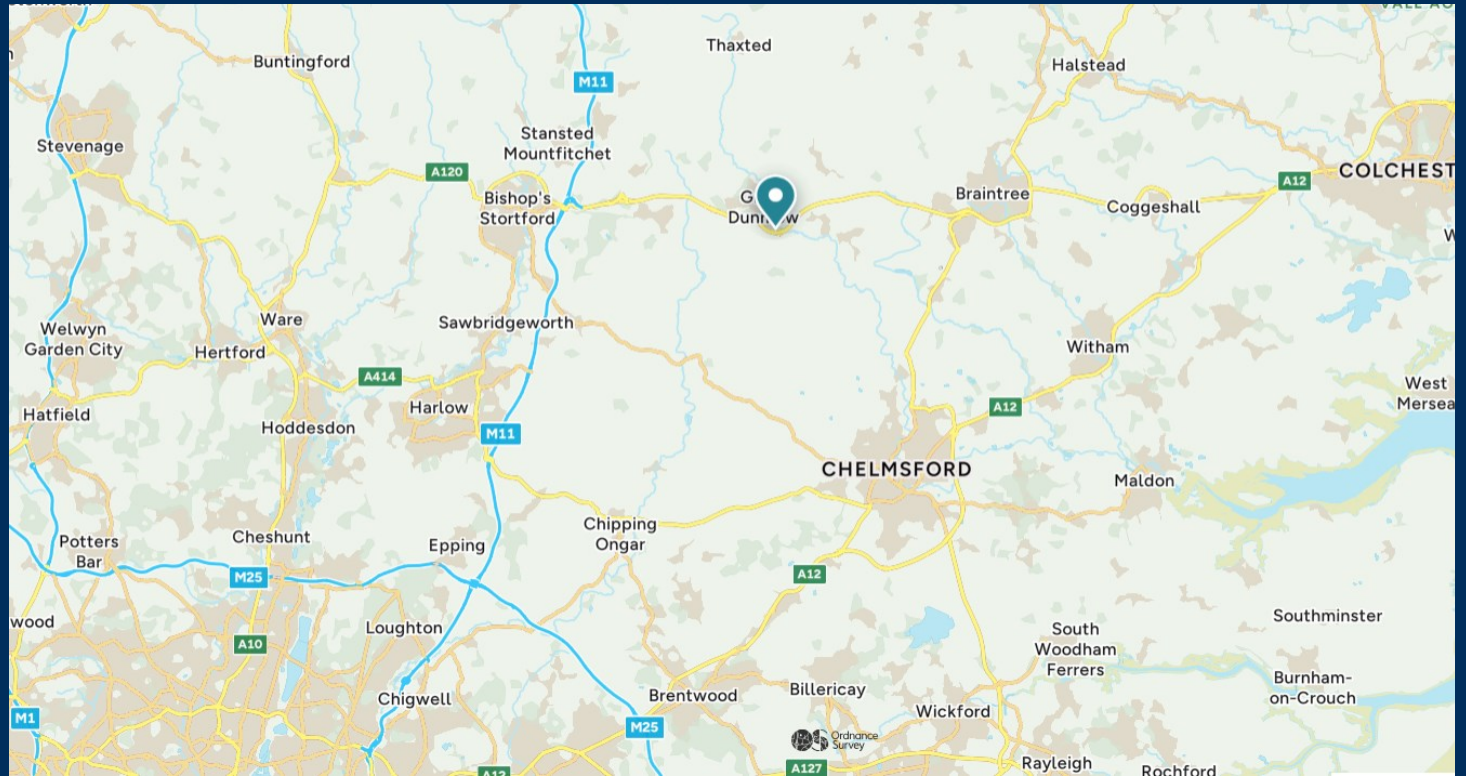 VALE
Thaxted
Buntingford
Halstead
M11
Stansted
Mountfitchet
Stevenage
A120
COLCHEST
A12
Bishop's
Stortford
Braintree
Coggeshall
G
Dunmow
W
Ware
Sawbridgeworth
Welwyn
Garden City
Hertford
Witham
A414
West
Mersea
Harlow
A12
Hatfield
Hoddesdon
M11
CHELMSFORD
Maldon
Chipping
Ongar
Cheshunt
Potters
Bar
Epping
M25
A12
wood
Southminster
Loughton
South
Woodham
Ferrers
A10
Burnham-
on-Crouch
Chigwell
Brentwood
Billericay
Wickford
M1
M25
Ordnance
Survey
Rayleigh
A127
Rochford
A12